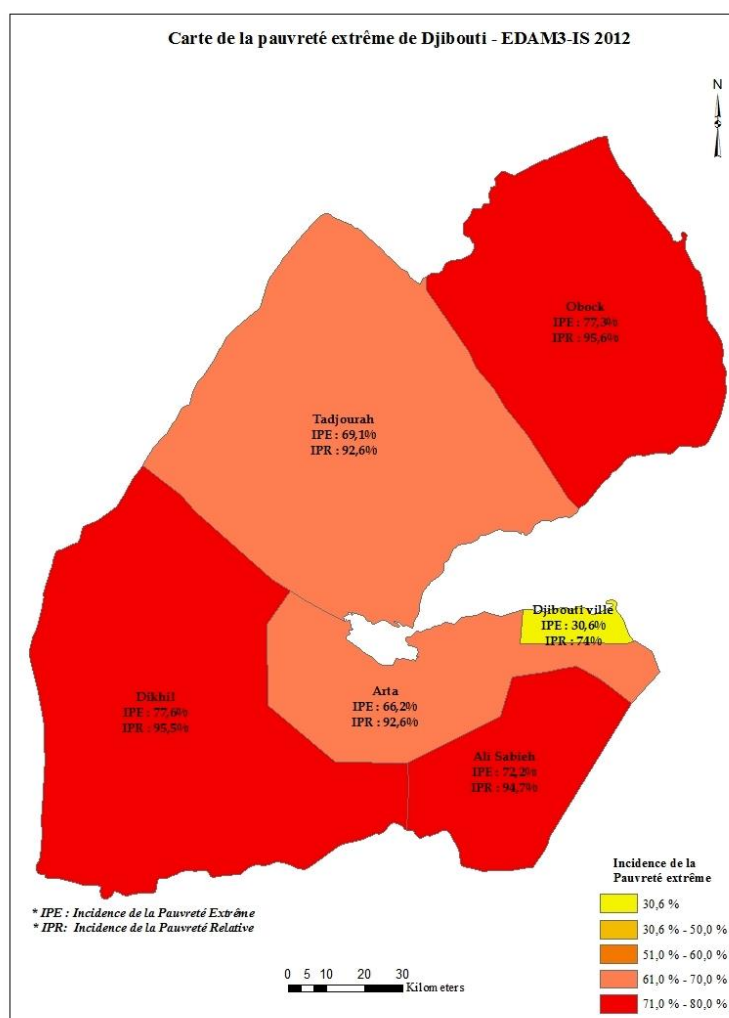 Carte de la pauvreté extrême de Djibouti - EDAM3-IS 2012
N
Obock
IPE : 77,3%
IPR : 95,6%
Tadjourah
IPE : 69,1%
IPR : 92,6%
Djibouti ville
IPE : 30,6%
IPR : 74%
Dikhil
IPE : 77,6%
IPR : 95,5%
Arta
IPE : 66,2%
IPR : 92,6%
Ali Sabieh
IPE : 72,2%
IPR : 94,7%
Incidence de la
Pauvreté extrême
30,6 %
30,6 % - 50,0 %
51,0 % - 60,0 %
61,0 % - 70,0 %
71,0 % - 80,0 %
* IPE : Incidence de la Pauvreté Extrême
* IPR: Incidence de la Pauvreté Relative
0 5 10 20 30
Kilometers